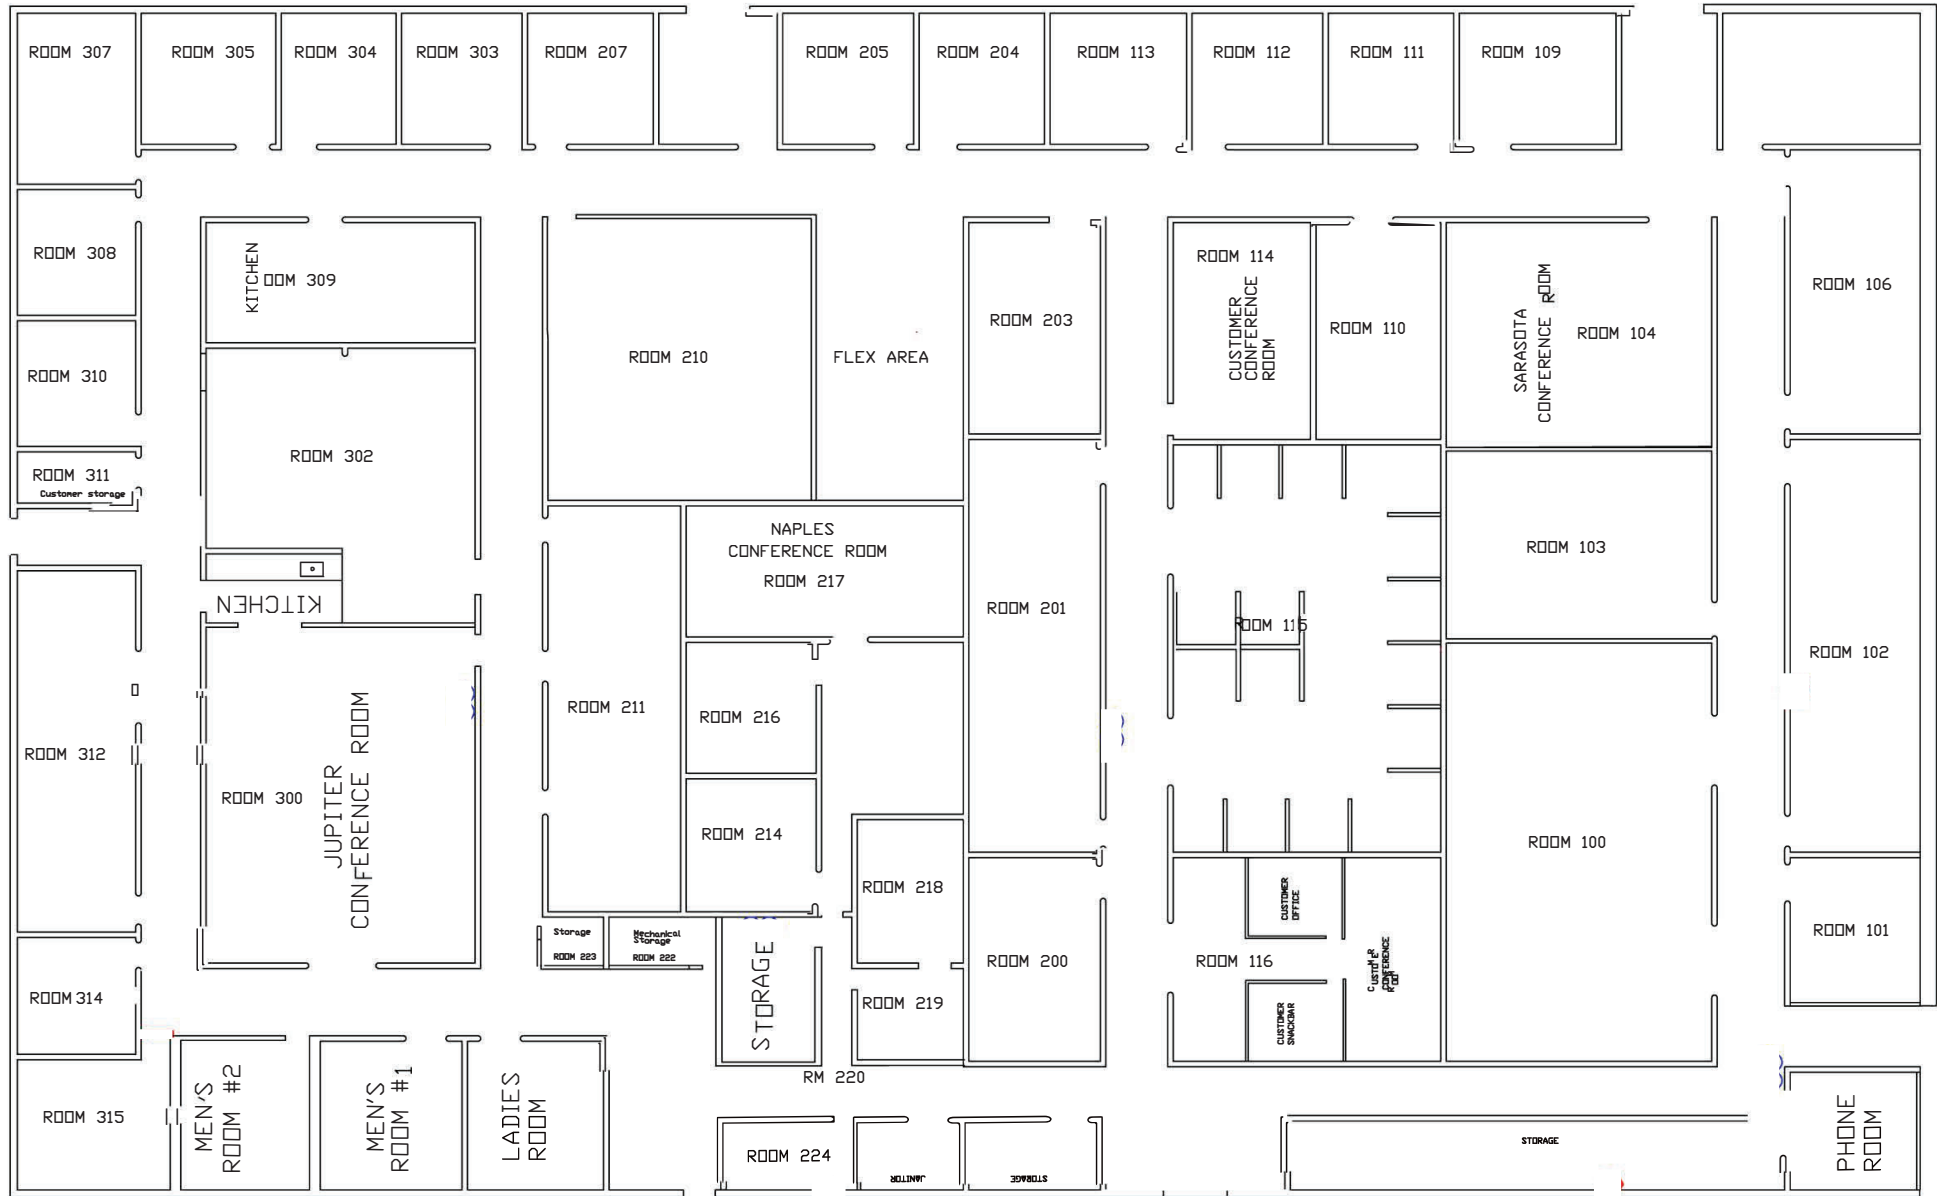 ROOM 307
ROOM 305
ROOM 304
ROOM 303
ROOM 207
ROOM 205
ROOM 204
ROOM 113
ROOM 112
ROOM 111
ROOM 109
ROOM 308
KITCHEN
OOM 309
ROOM 310
ROOM 302
ROOM 311
Customer storage
ROOM 210
FLEX AREA
ROOM 203
ROOM 114
CUSTOMER
CONFERENCE
ROOM
ROOM 110
SARASOTA
CONFERENCE ROOM
ROOM 104
ROOM 106
NAPLES
CONFERENCE ROOM
ROOM 217
ROOM 103
KITCHEN
ROOM 201
ROOM 115
ROOM 102
ROOM 312
ROOM 300
JUPITER
CONFERENCE ROOM
ROOM 211
ROOM 216
ROOM 214
ROOM 218
ROOM 100
Storage
ROOM 223
Mechanical
Storage
ROOM 222
STORAGE
ROOM 200
ROOM 116
CUSTOMER
OFFICE
CUSTOMER
CONFERENCE
ROOM
CUSTOMER
SNACKBAR
ROOM 101
ROOM 314
ROOM 219
RM 220
ROOM 315
MEN'S
ROOM #2
MEN'S
ROOM #1
LADIES
ROOM
ROOM 224
JANITOR
STORAGE
STORAGE
PHONE
ROOM